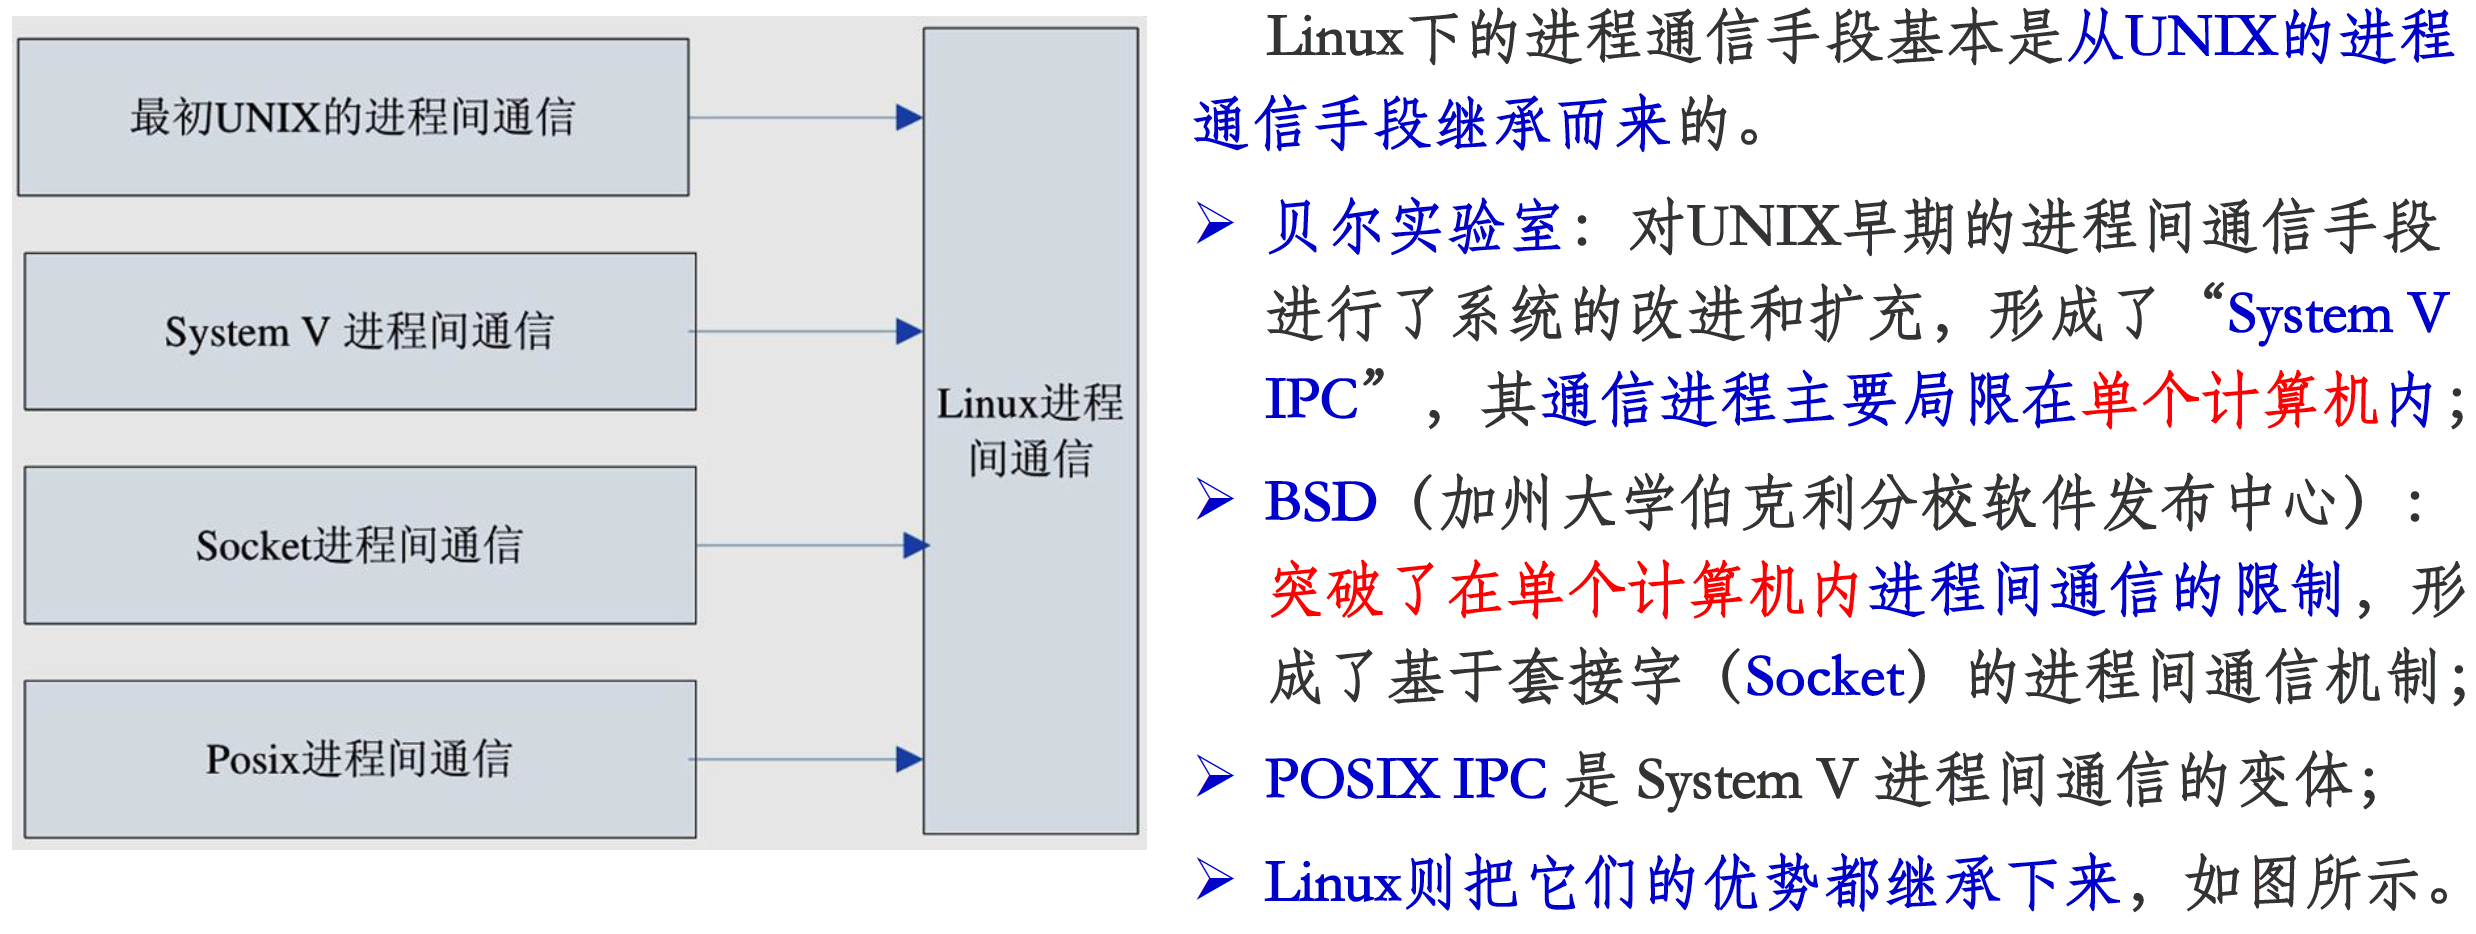 最初UNIX的进程间通信
System V 进程间通信
Socket进程间通信
Posix进程间通信
Linux进程
间通信
Linux下的进程通信手段基本是从UNIX的进程
通信手段继承而来的。
➢ 贝尔实验室：对UNIX早期的进程间通信手段
进行了系统的改进和扩充，形成了“System V
IPC”，其通信进程主要局限在单个计算机内；
➢ BSD（加州大学伯克利分校软件发布中心）：
突破了在单个计算机内进程间通信的限制，形
成了基于套接字（Socket）的进程间通信机制；
➢ POSIX IPC 是 System V 进程间通信的变体；
➢ Linux则把它们的优势都继承下来，如图所示。